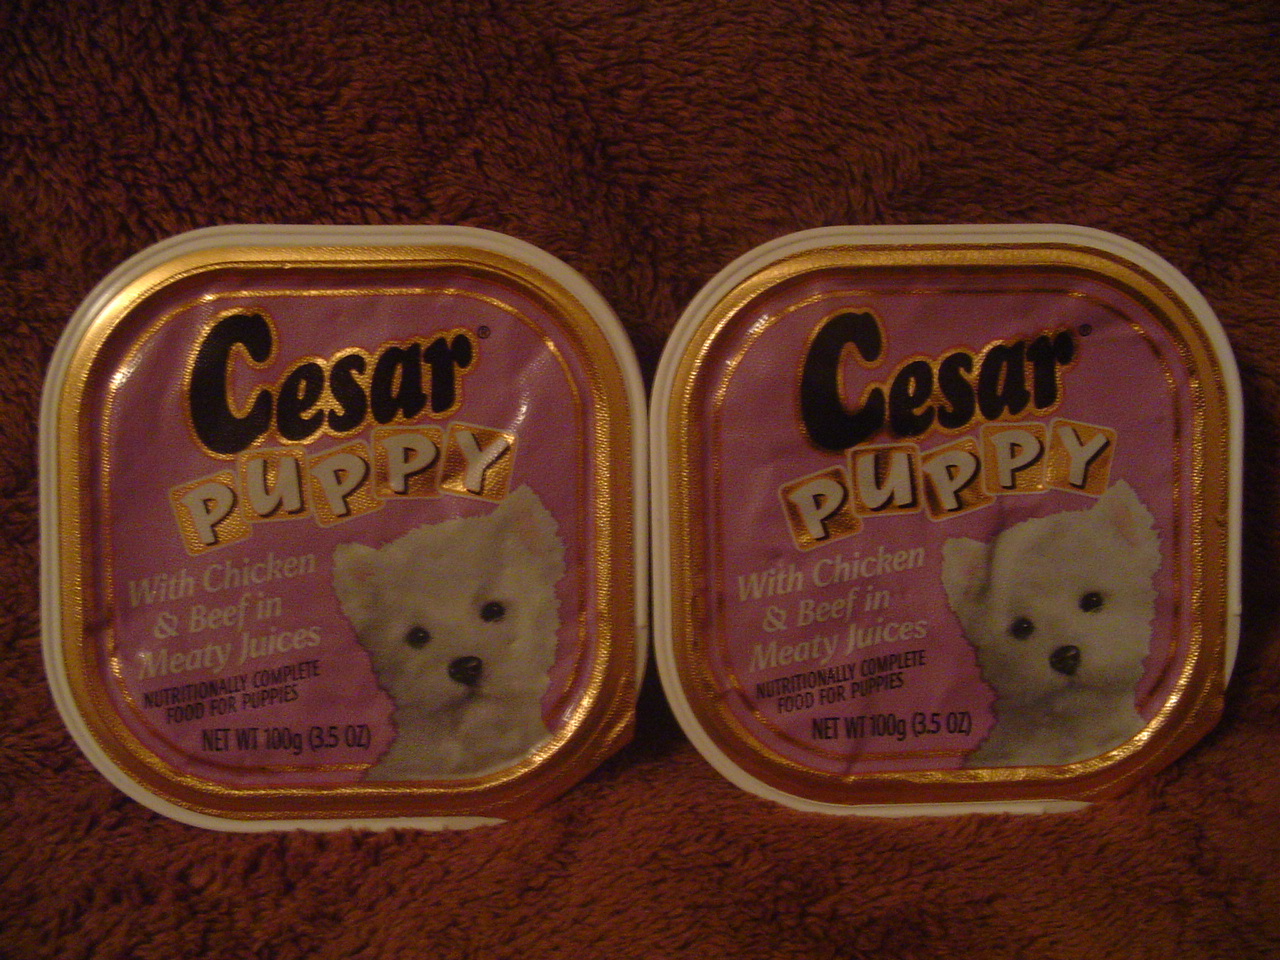 Cesar®
PUPPY
With Chicken
& Beef in
Meaty Juices
NUTRITIONALLY COMPLETE
FOOD FOR PUPPIES
NET WT 100g (3.5 OZ)
Cesar®
PUPPY
With Chicken
& Beef in
Meaty Juices
NUTRITIONALLY COMPLETE
FOOD FOR PUPPIES
NET WT 100g (3.5 OZ)